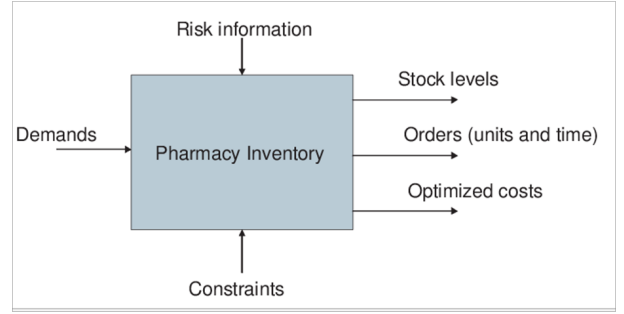 Risk information
Stock levels
Demands
Orders (units and time)
Pharmacy Inventory
Optimized costs
Constraints